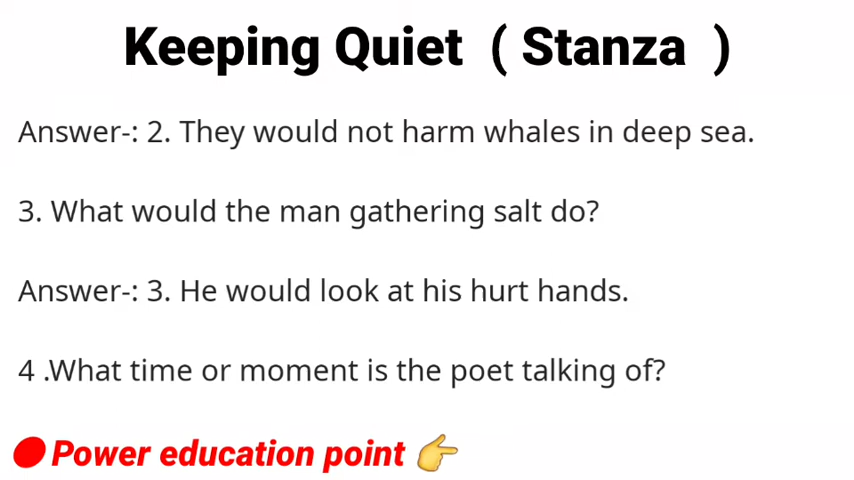 Keeping Quiet ( Stanza )
Answer-: 2. They would not harm whales in deep sea.
3. What would the man gathering salt do?
Answer-: 3. He would look at his hurt hands.
4 .What time or moment is the poet talking of?
Power education point